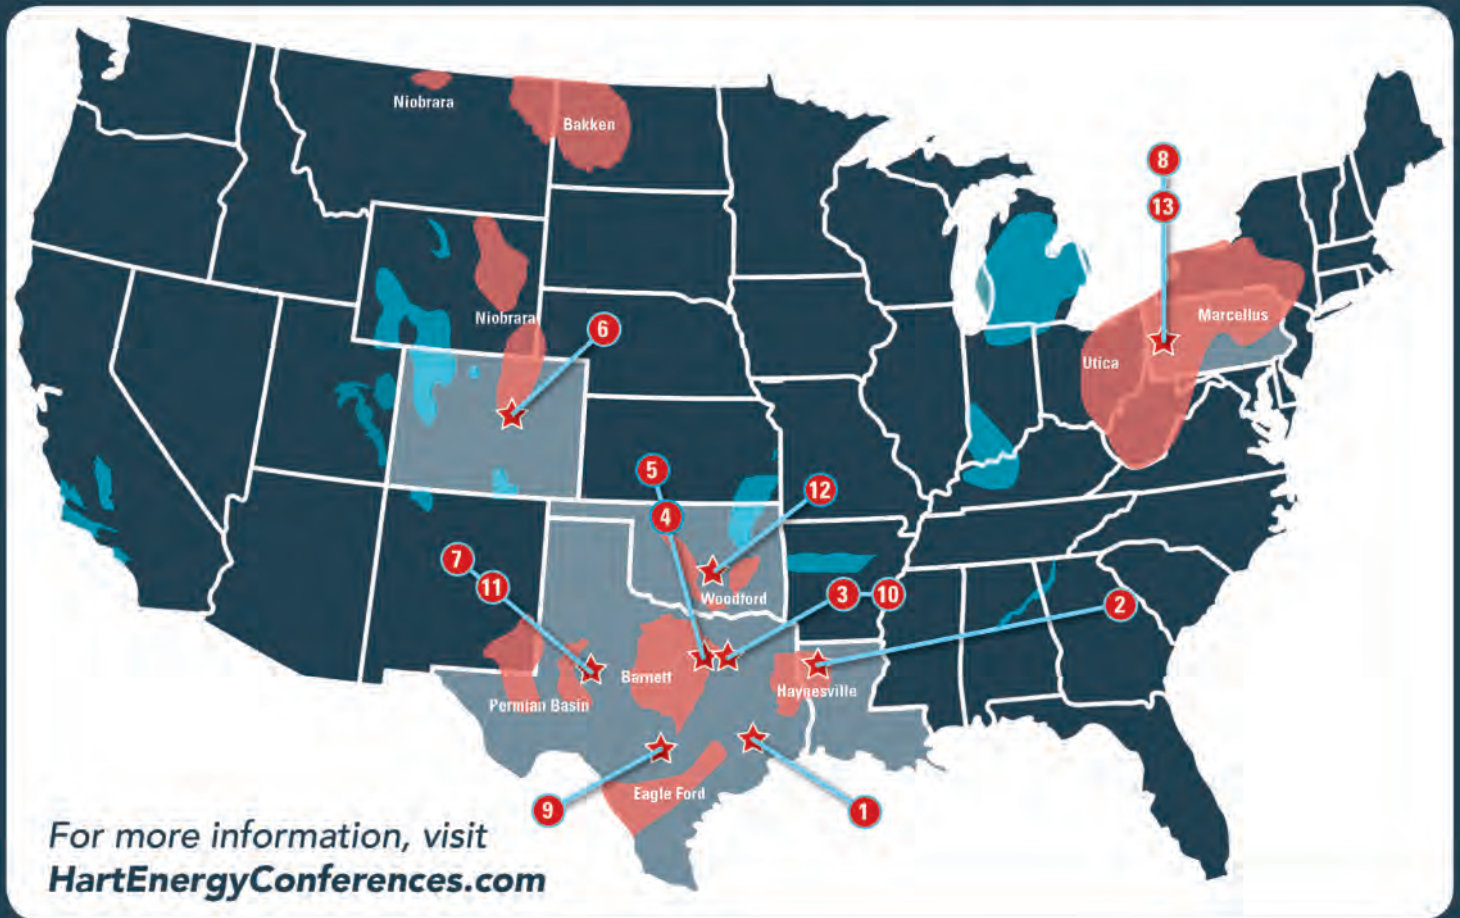 Niobrara
Bakken
8
13
Niobrara
6
Marcellus
Utica
5
4
12
7
11
Woodford
3
10
2
Barnett
Haynesville
Permian Basin
Eagle Ford
9
1
For more information, visit
HartEnergyConferences.com